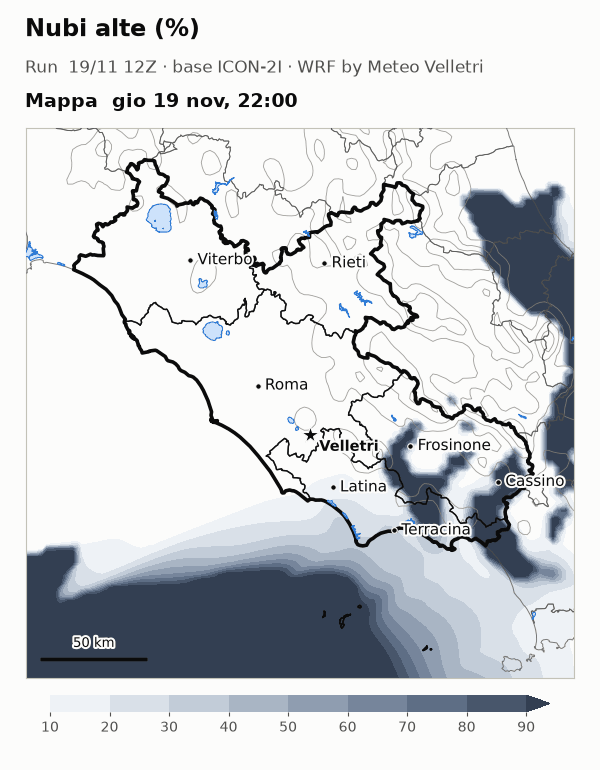 Nubi alte (%)
Run  19/11 12Z · base ICON-2I · WRF by Meteo Velletri
Mappa  gio 19 nov, 22:00
Viterbo
Rieti
Roma
Velletri
Frosinone
Cassino
Latina
Terracina
50 km
10 20 30 40 50 60 70 80 90